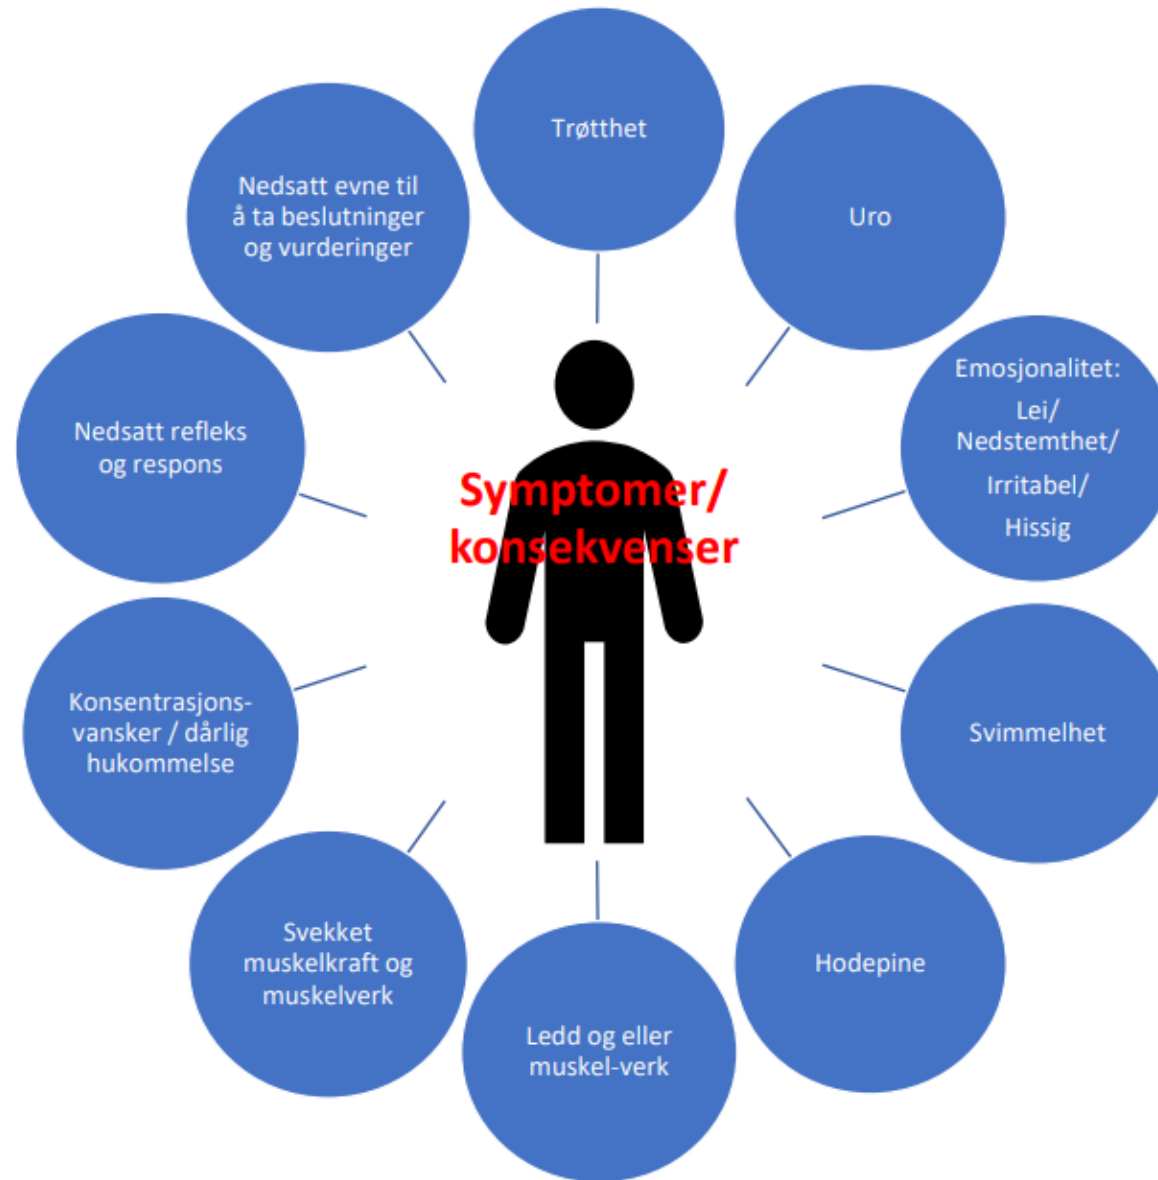 Trøtthet
Uro
Emosjonalitet:
Lei/
Nedstemthet/
Irritabel/
Hissig
Svimmelhet
Hodepine
Ledd og eller
muskel-verk
Svekket
muskelkraft og
muskelverk
Konsentrasjons-
vansker / dårlig
hukommelse
Nedsatt refleks
og respons
Nedsatt evne til
å ta beslutninger
og vurderinger
Symptomer/
konsekvenser